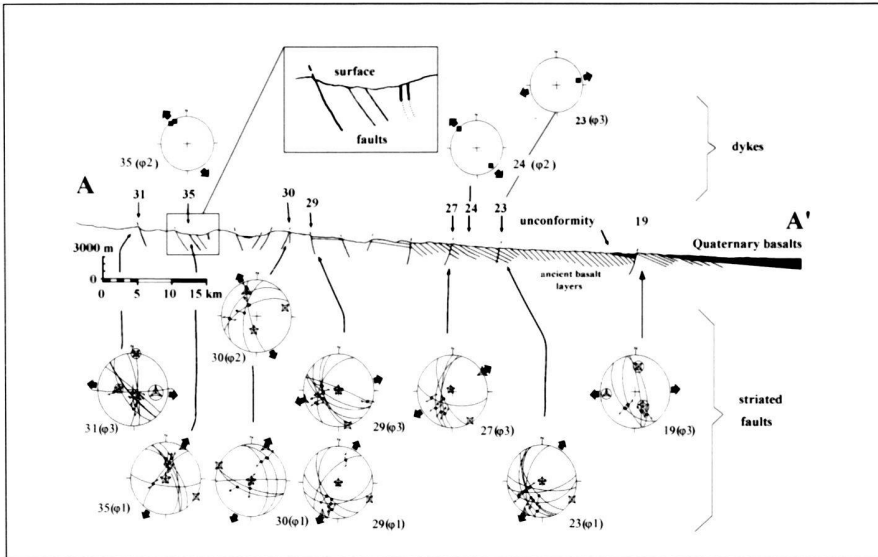 surface
faults
23 (φ3)
dykes
35 (φ2)
24 (φ2)
A
31
35
30
29
27 24 23
unconformity
19
A'
3000 m
0
Quaternary basalts
ancient basalt
layers
0 5 10 15 km
30(φ2)
31(φ3)
29(φ3)
27(φ3)
19(φ3)
striated
faults
35(φ1)
30(φ1)
29(φ1)
23(φ1)